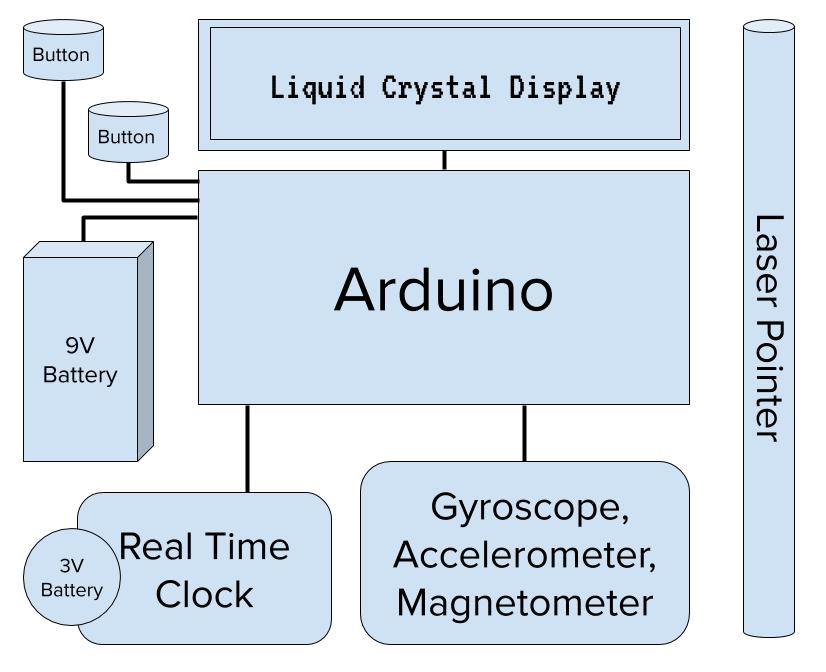 Button
Liquid Crystal Display
Button
Arduino
Laser Pointer
9V
Battery
Real Time
Clock
3V
Battery
Gyroscope,
Accelerometer,
Magnetometer